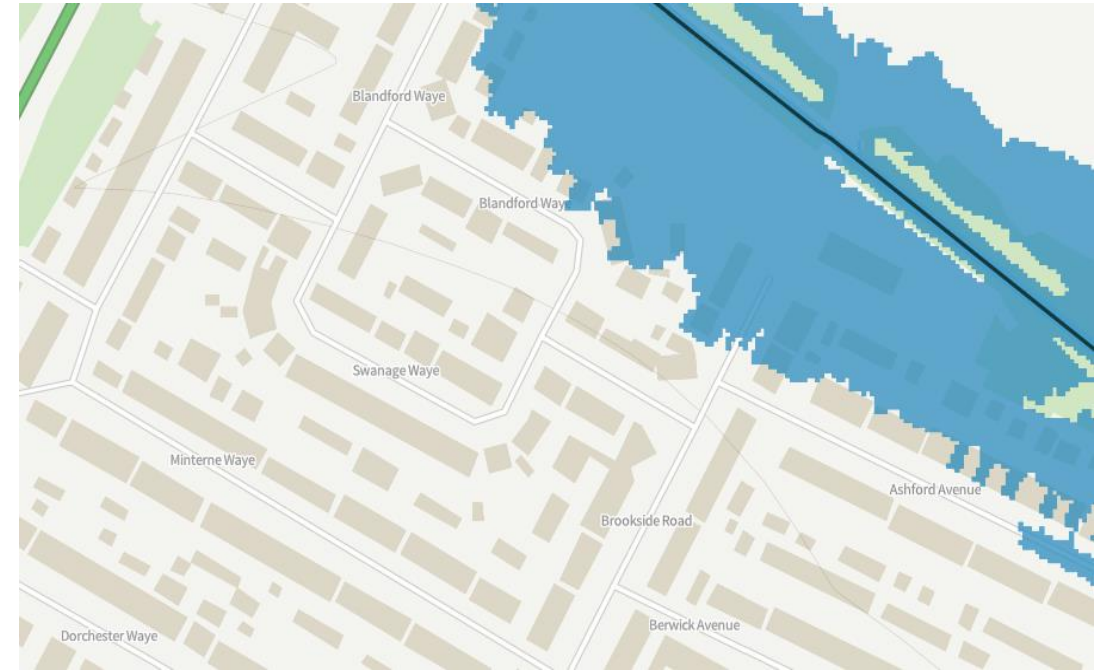 Blandford Waye
Blandford Way
Swanage Waye
Minterne Waye
Ashford Avenue
Brookside Road
Berwick Avenue
Dorchester Waye